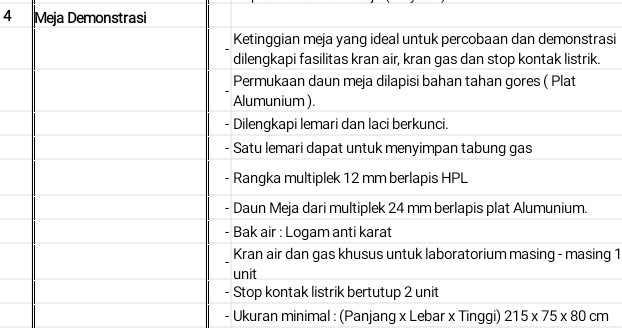 4 Meja Demonstrasi
- Ketinggian meja yang ideal untuk percobaan dan demonstrasi
dilengkapi fasilitas kran air, kran gas dan stop kontak listrik.
- Permukaan daun meja dilapisi bahan tahan gores ( Plat
Alumunium ).
- Dilengkapi lemari dan laci berkunci.
- Satu lemari dapat untuk menyimpan tabung gas
- Rangka multiplek 12 mm berlapis HPL
- Daun Meja dari multiplek 24 mm berlapis plat Alumunium.
- Bak air : Logam anti karat
- Kran air dan gas khusus untuk laboratorium masing - masing 1
unit
- Stop kontak listrik bertutup 2 unit
- Ukuran minimal : (Panjang x Lebar x Tinggi) 215 x 75 x 80 cm